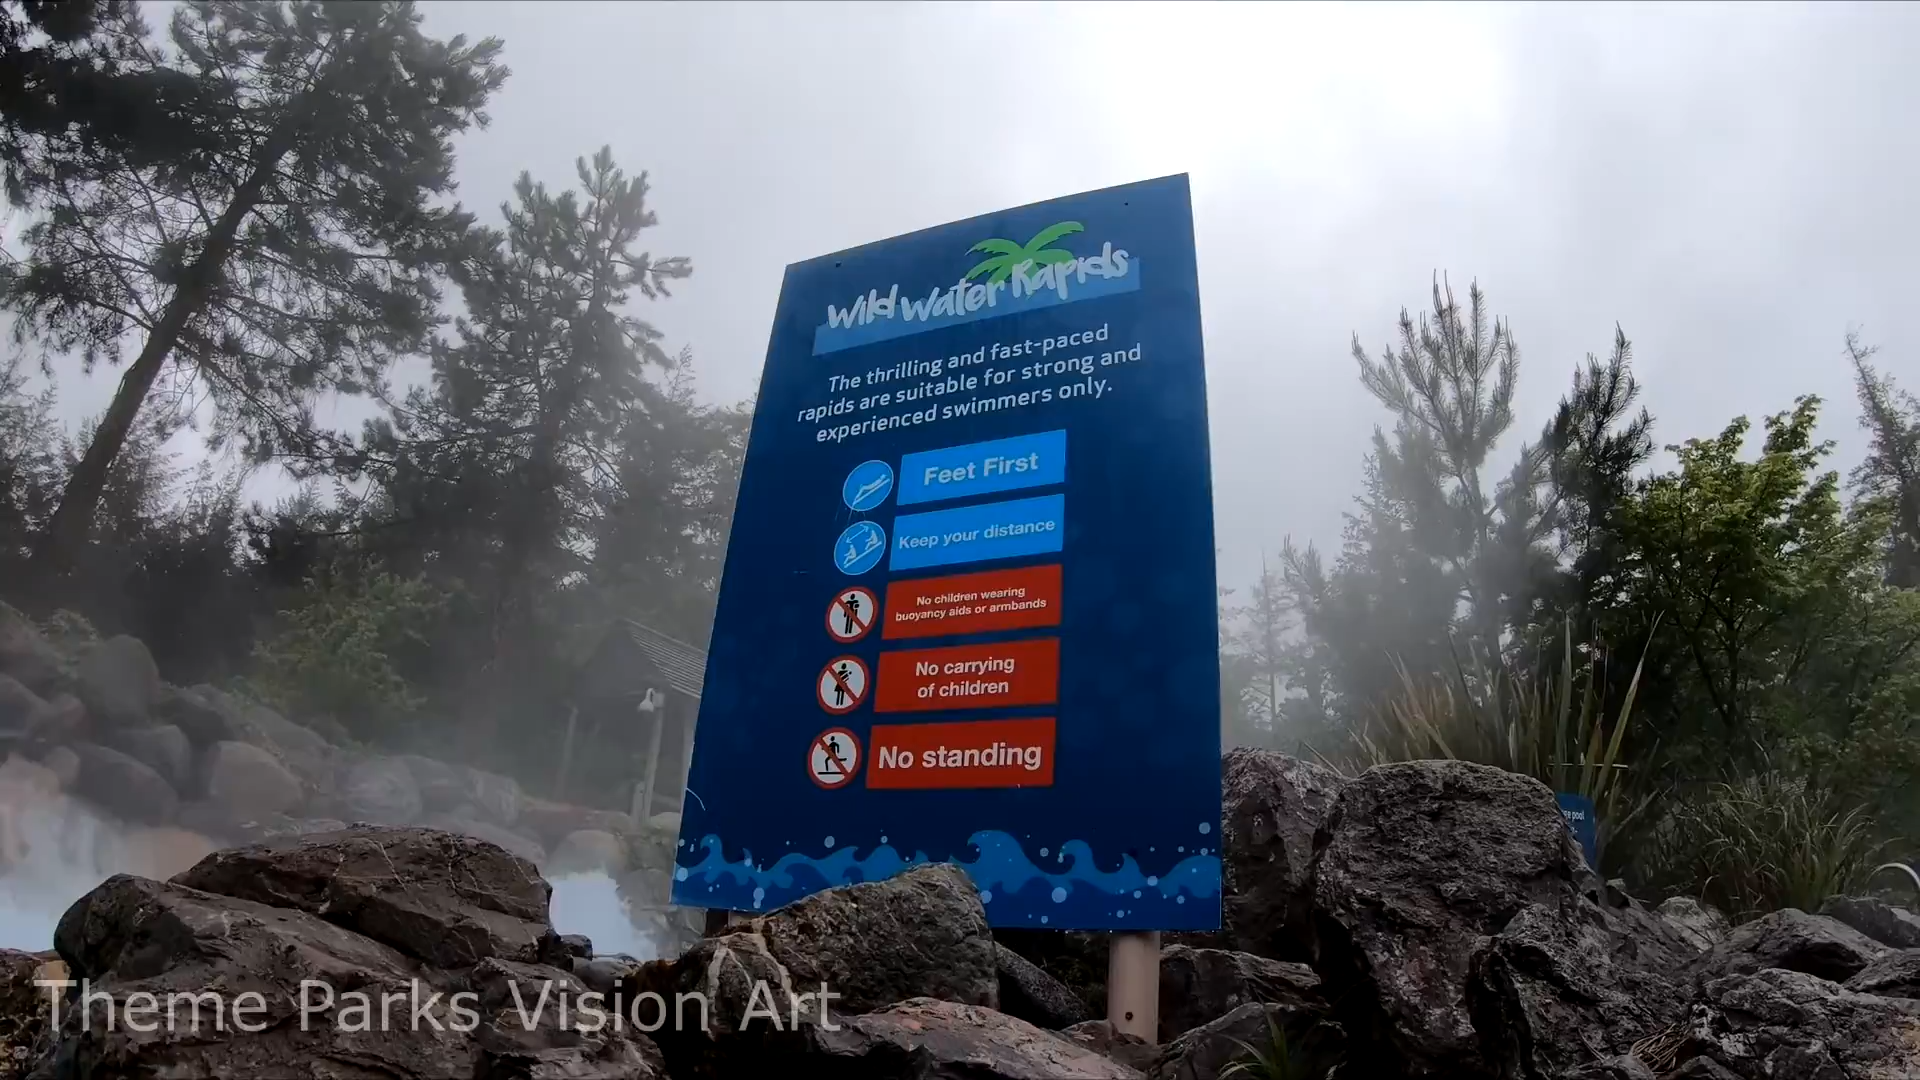 Wild Water Rapids
The thrilling and fast-paced
rapids are suitable for strong and
experienced swimmers only.
Feet First
Keep your distance
No children wearing
buoyancy aids or armbands
No carrying
of children
No standing
pool
Theme Parks Vision Art